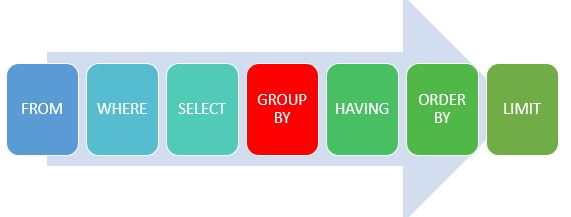 FROM
WHERE
SELECT
GROUP
BY
HAVING
ORDER
BY
LIMIT